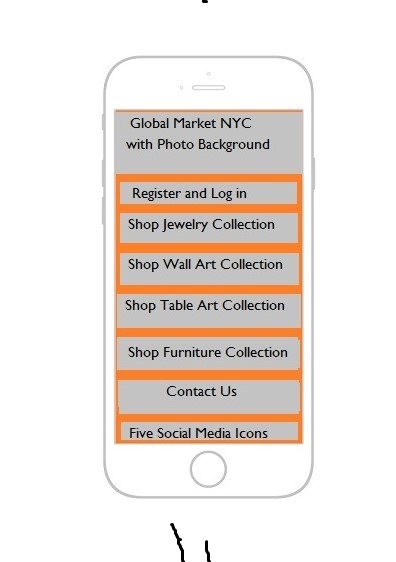 Global Market NYC
with Photo Background
Register and Log in
Shop Jewelry Collection
Shop Wall Art Collection
Shop Table Art Collection
Shop Furniture Collection
Contact Us
Five Social Media Icons